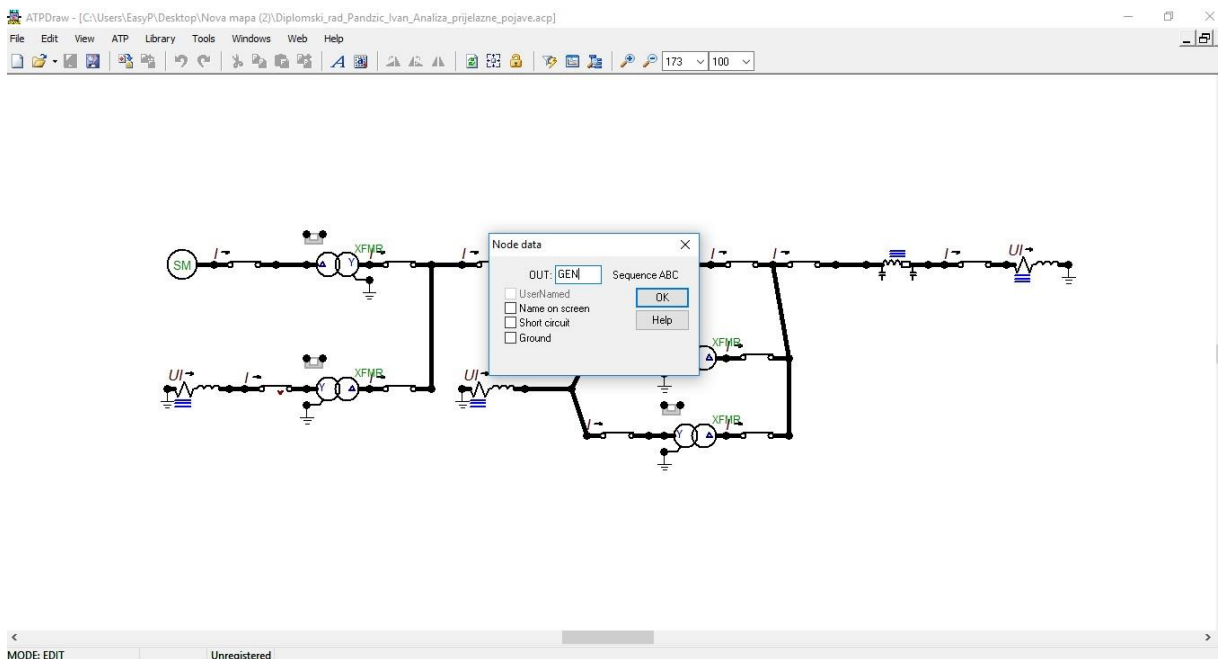 ATPDraw - [C:\Users\EasyP\Desktop\Nova mapa (2)\Diplomski_rad_Pandzic_Ivan_Analiza_prijelazne_pojave.acp]
File Edit View ATP Library Tools Windows Web Help
173 100
Node data
OUT: GEN Sequence ABC
UserNamed
OK
Name on screen
Short circuit
Help
Ground
SM
I
Y
XFMR
I
I
I
I
UI
XFMR
I
UI
I
Y
XFMR
I
UI
I
Y
XFMR
I
MODE: EDIT Unregistered